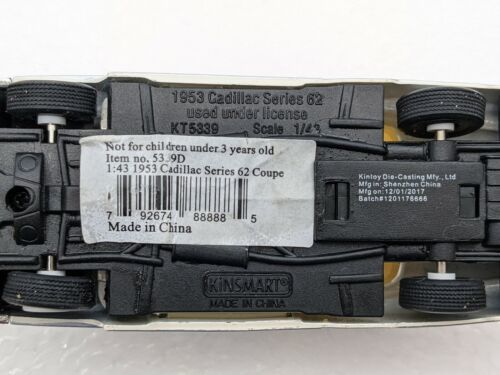 1953 Cadillac Series 62
used under license
KT5339 Scale 1/43
Not for children under 3 years old
Item no. 5339D
1:43 1953 Cadillac Series 62 Coupe
7 92674 88888 5
Made in China
Kinloy Die-Casting Mfy., Ltd
Mfg in: Shenzhen China
Mfg on: 12/01/2017
Batch#1201176666
KiNSMART®
MADE IN CHINA